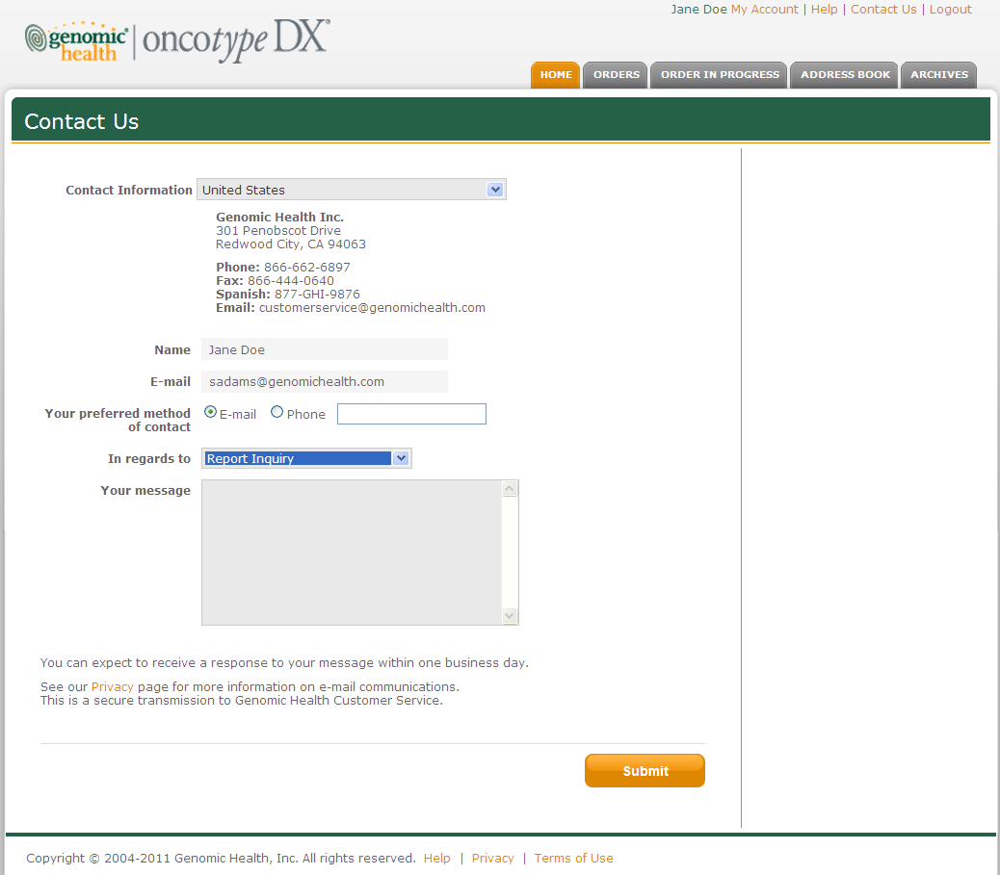 Jane Doe My Account | Help | Contact Us | Logout
genomic health® | oncotype DX®
HOME ORDERS ORDER IN PROGRESS ADDRESS BOOK ARCHIVES
Contact Us
Contact Information United States
Genomic Health Inc.
301 Penobscot Drive
Redwood City, CA 94063
Phone: 866-662-6897
Fax: 866-444-0640
Spanish: 877-GHI-9876
Email: customerservice@genomichealth.com
Name Jane Doe
E-mail sadams@genomichealth.com
Your preferred method of contact E-mail Phone
In regards to Report Inquiry
Your message
You can expect to receive a response to your message within one business day.
See our Privacy page for more information on e-mail communications.
This is a secure transmission to Genomic Health Customer Service.
Submit
Copyright © 2004-2011 Genomic Health, Inc. All rights reserved. Help | Privacy | Terms of Use